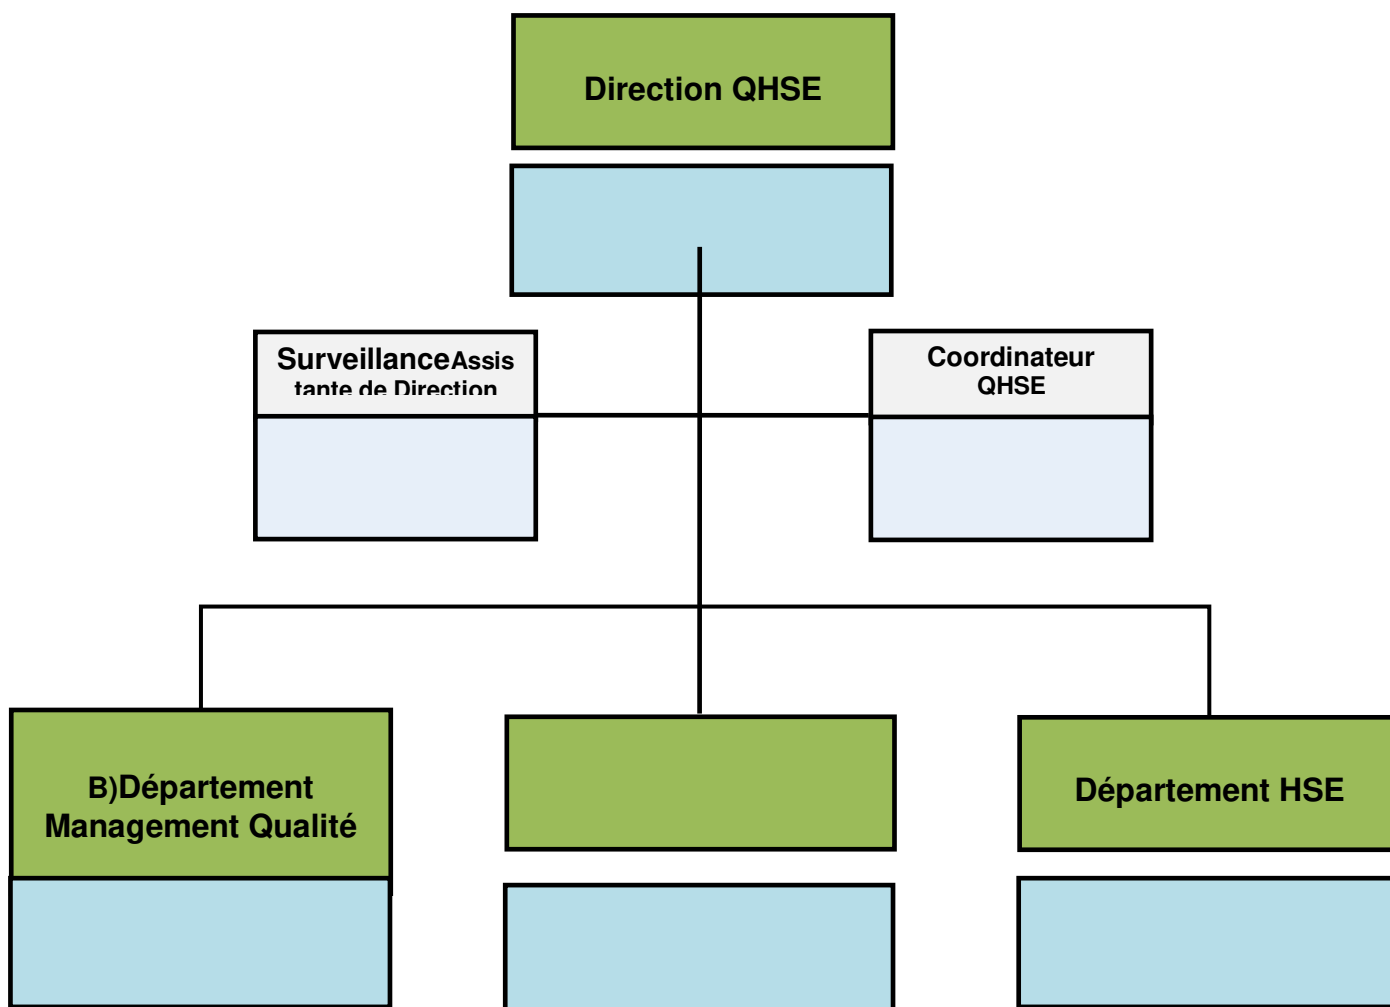 Direction QHSE
SurveillanceAssis
tante de Direction
Coordinateur
QHSE
B)Département
Management Qualité
Département HSE